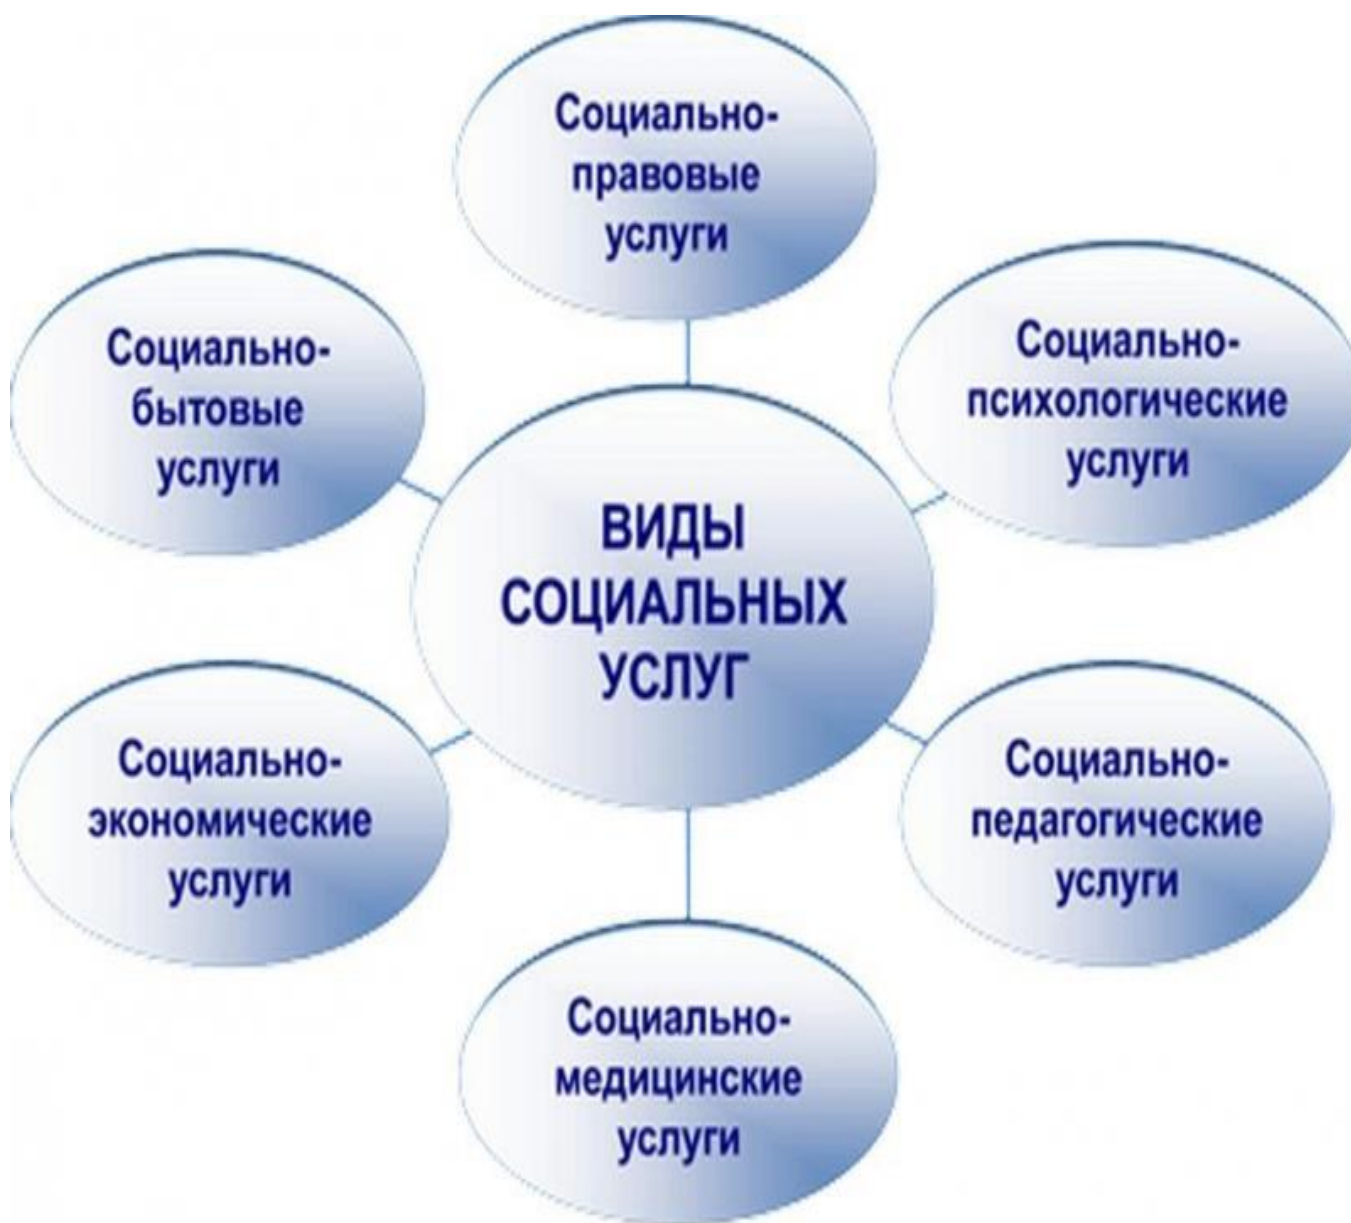 Социально-
правовые
услуги
Социально-
бытовые
услуги
Социально-
психологические
услуги
ВИДЫ
СОЦИАЛЬНЫХ
УСЛУГ
Социально-
экономические
услуги
Социально-
педагогические
услуги
Социально-
медицинские
услуги